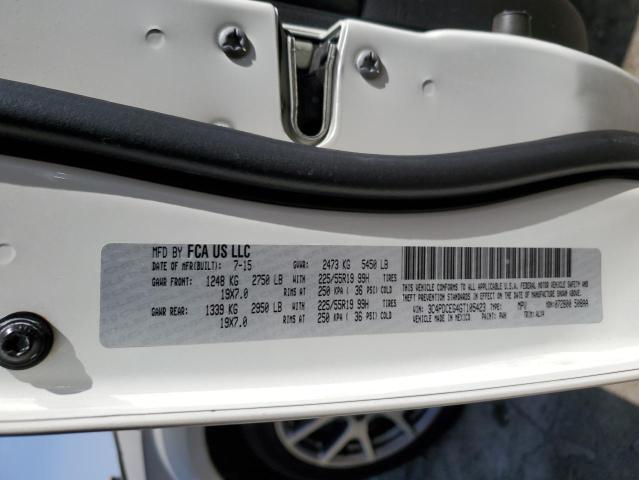 MFD BY FCA US LLC
DATE OF MFR(BUILT): 7-15 GVWR: 2473 KG 5450 LB
GAWR FRONT: 1248 KG 2750 LB 225/55R19 99H TIRES
19X7.0 RIMS AT 250 KPA ( 36 PSI) COLD
GAWR REAR: 1339 KG 2950 LB 225/55R19 99H TIRES
19X7.0 RIMS AT 250 KPA ( 36 PSI) COLD
THIS VEHICLE CONFORMS TO ALL APPLICABLE U.S.A. FEDERAL MOTOR VEHICLE SAFETY AND
THEFT PREVENTION STANDARDS IN EFFECT ON THE DATE OF MANUFACTURE SHOWN ABOVE.
VIN: 3C4PDCEG4GT105423 TYPE: MPV
VEHICLE MADE IN MEXICO PAINT: PAR TRIM: